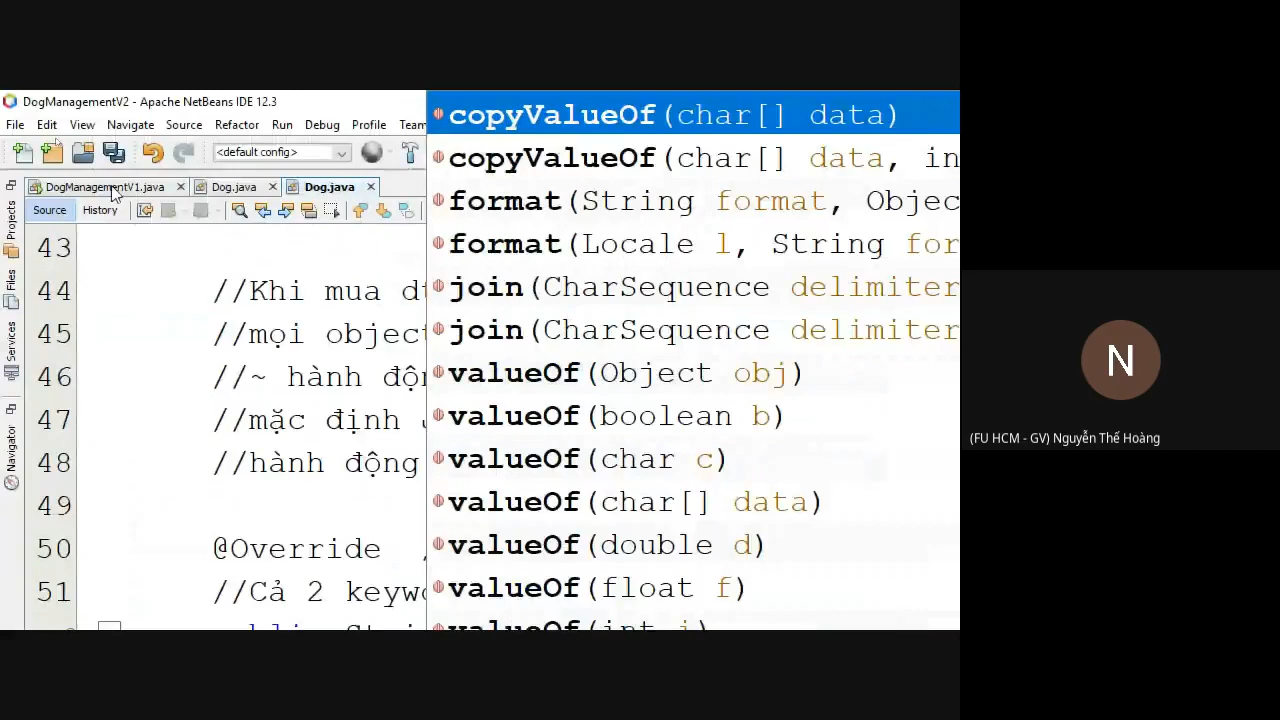 DogManagementV2 - Apache NetBeans IDE 12.3
File Edit View Navigate Source Refactor Run Debug Profile Team
<default config>
DogManagementV1.java Dog.java Dog.java
Source History
Projects
Files
Services
Navigator
43
44 //Khi mua
45 //mọi object
46 //~ hành
47 //mặc định
48 //hành động
49
50 @Override
51 //Cả 2
copyValueOf(char[] data)
copyValueOf(char[] data, in
format(String format, Objec
format(Locale l, String for
join(CharSequence delimiter
join(CharSequence delimiter
valueOf(Object obj)
valueOf(boolean b)
valueOf(char c)
valueOf(char[] data)
valueOf(double d)
valueOf(float f)
N
(FU HCM - GV) Nguyễn Thế Hoàng